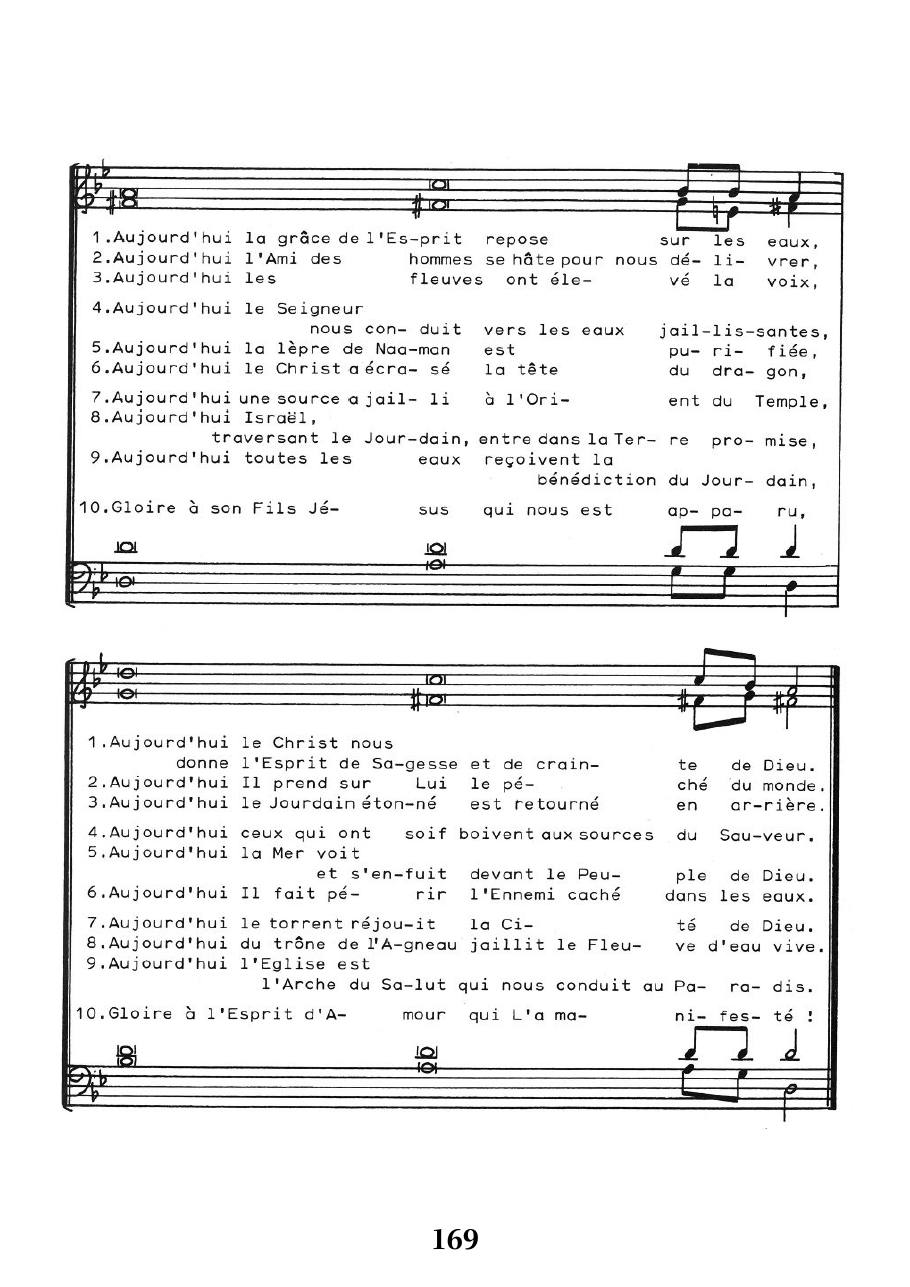 1.Aujourd'hui la grâce de l'Es-prit repose sur les eaux,
2.Aujourd'hui l'Ami des hommes se hâte pour nous dé- li- vrer,
3.Aujourd'hui les fleuves ont éle- vé la voix,
4.Aujourd'hui le Seigneur
nous con- duit vers les eaux jail-lis-santes,
5.Aujourd'hui la lèpre de Naa-man est pu- ri- fiée,
6.Aujourd'hui le Christ a écra- sé la tête du dra- gon,
7.Aujourd'hui une source a jail- li à l'Ori- ent du Temple,
8.Aujourd'hui Israël,
traversant le Jour-dain, entre dans la Ter- re pro- mise,
9.Aujourd'hui toutes les eaux reçoivent la
bénédiction du Jour- dain,
10.Gloire à son Fils Jé- sus qui nous est ap- pa- ru,
1.Aujourd'hui le Christ nous
donne l'Esprit de Sa-gesse et de crain- te de Dieu.
2.Aujourd'hui Il prend sur Lui le pé- ché du monde.
3.Aujourd'hui le Jourdain éton-né est retourné en ar-rière.
4.Aujourd'hui ceux qui ont soif boivent aux sources du Sau-veur.
5.Aujourd'hui la Mer voit
et s'en-fuit devant le Peu- ple de Dieu.
6.Aujourd'hui Il fait pé- rir l'Ennemi caché dans les eaux.
7.Aujourd'hui le torrent réjou-it la Ci- té de Dieu.
8.Aujourd'hui du trône de l'A-gneau jaillit le Fleu- ve d'eau vive.
9.Aujourd'hui l'Eglise est
l'Arche du Sa-lut qui nous conduit au Pa- ra- dis.
10.Gloire à l'Esprit d'A- mour qui L'a ma- ni- fes- té !
169